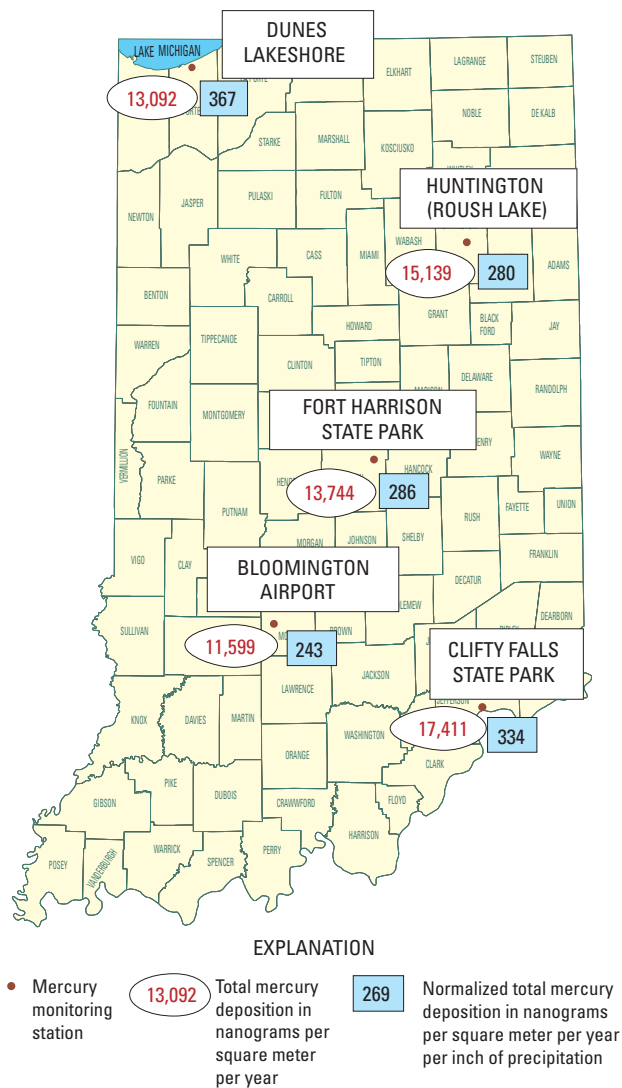 DUNES
LAKESHORE
LAKE MICHIGAN
13,092
367
ELKHART
LAGRANGE
STEUBEN
NOBLE
DE KALB
STARKE
MARSHALL
KOSCIUSKO
HUNTINGTON
(ROUSH LAKE)
NEWTON
JASPER
PULASKI
FULTON
WHITE
CASS
MIAMI
WABASH
15,139
280
ADAMS
BENTON
CARROLL
GRANT
BLACK
FORD
JAY
WARREN
TIPPECANOE
HOWARD
CLINTON
TIPTON
DELAWARE
RANDOLPH
FORT HARRISON
STATE PARK
FOUNTAIN
MONTGOMERY
VERMILLION
PARKE
PUTNAM
13,744
286
HANCOCK
WAYNE
RUSH
FAYETTE
UNION
MORGAN
JOHNSON
SHELBY
FRANKLIN
VIGO
CLAY
BLOOMINGTON
AIRPORT
DECATUR
DEARBORN
SULLIVAN
11,599
243
CLIFTY FALLS
STATE PARK
JACKSON
LAWRENCE
JEFFERSON
17,411
334
KNOX
DAVIES
MARTIN
WASHINGTON
ORANGE
CLARK
PIKE
GIBSON
DUBOIS
CRAWWFORD
FLOYD
HARRISON
POSEY
VANDERBURGH
WARRICK
SPENCER
PERRY
EXPLANATION
Mercury
monitoring
station
13,092
Total mercury
deposition in
nanograms per
square meter
per year
269
Normalized total mercury
deposition in nanograms
per square meter per year
per inch of precipitation